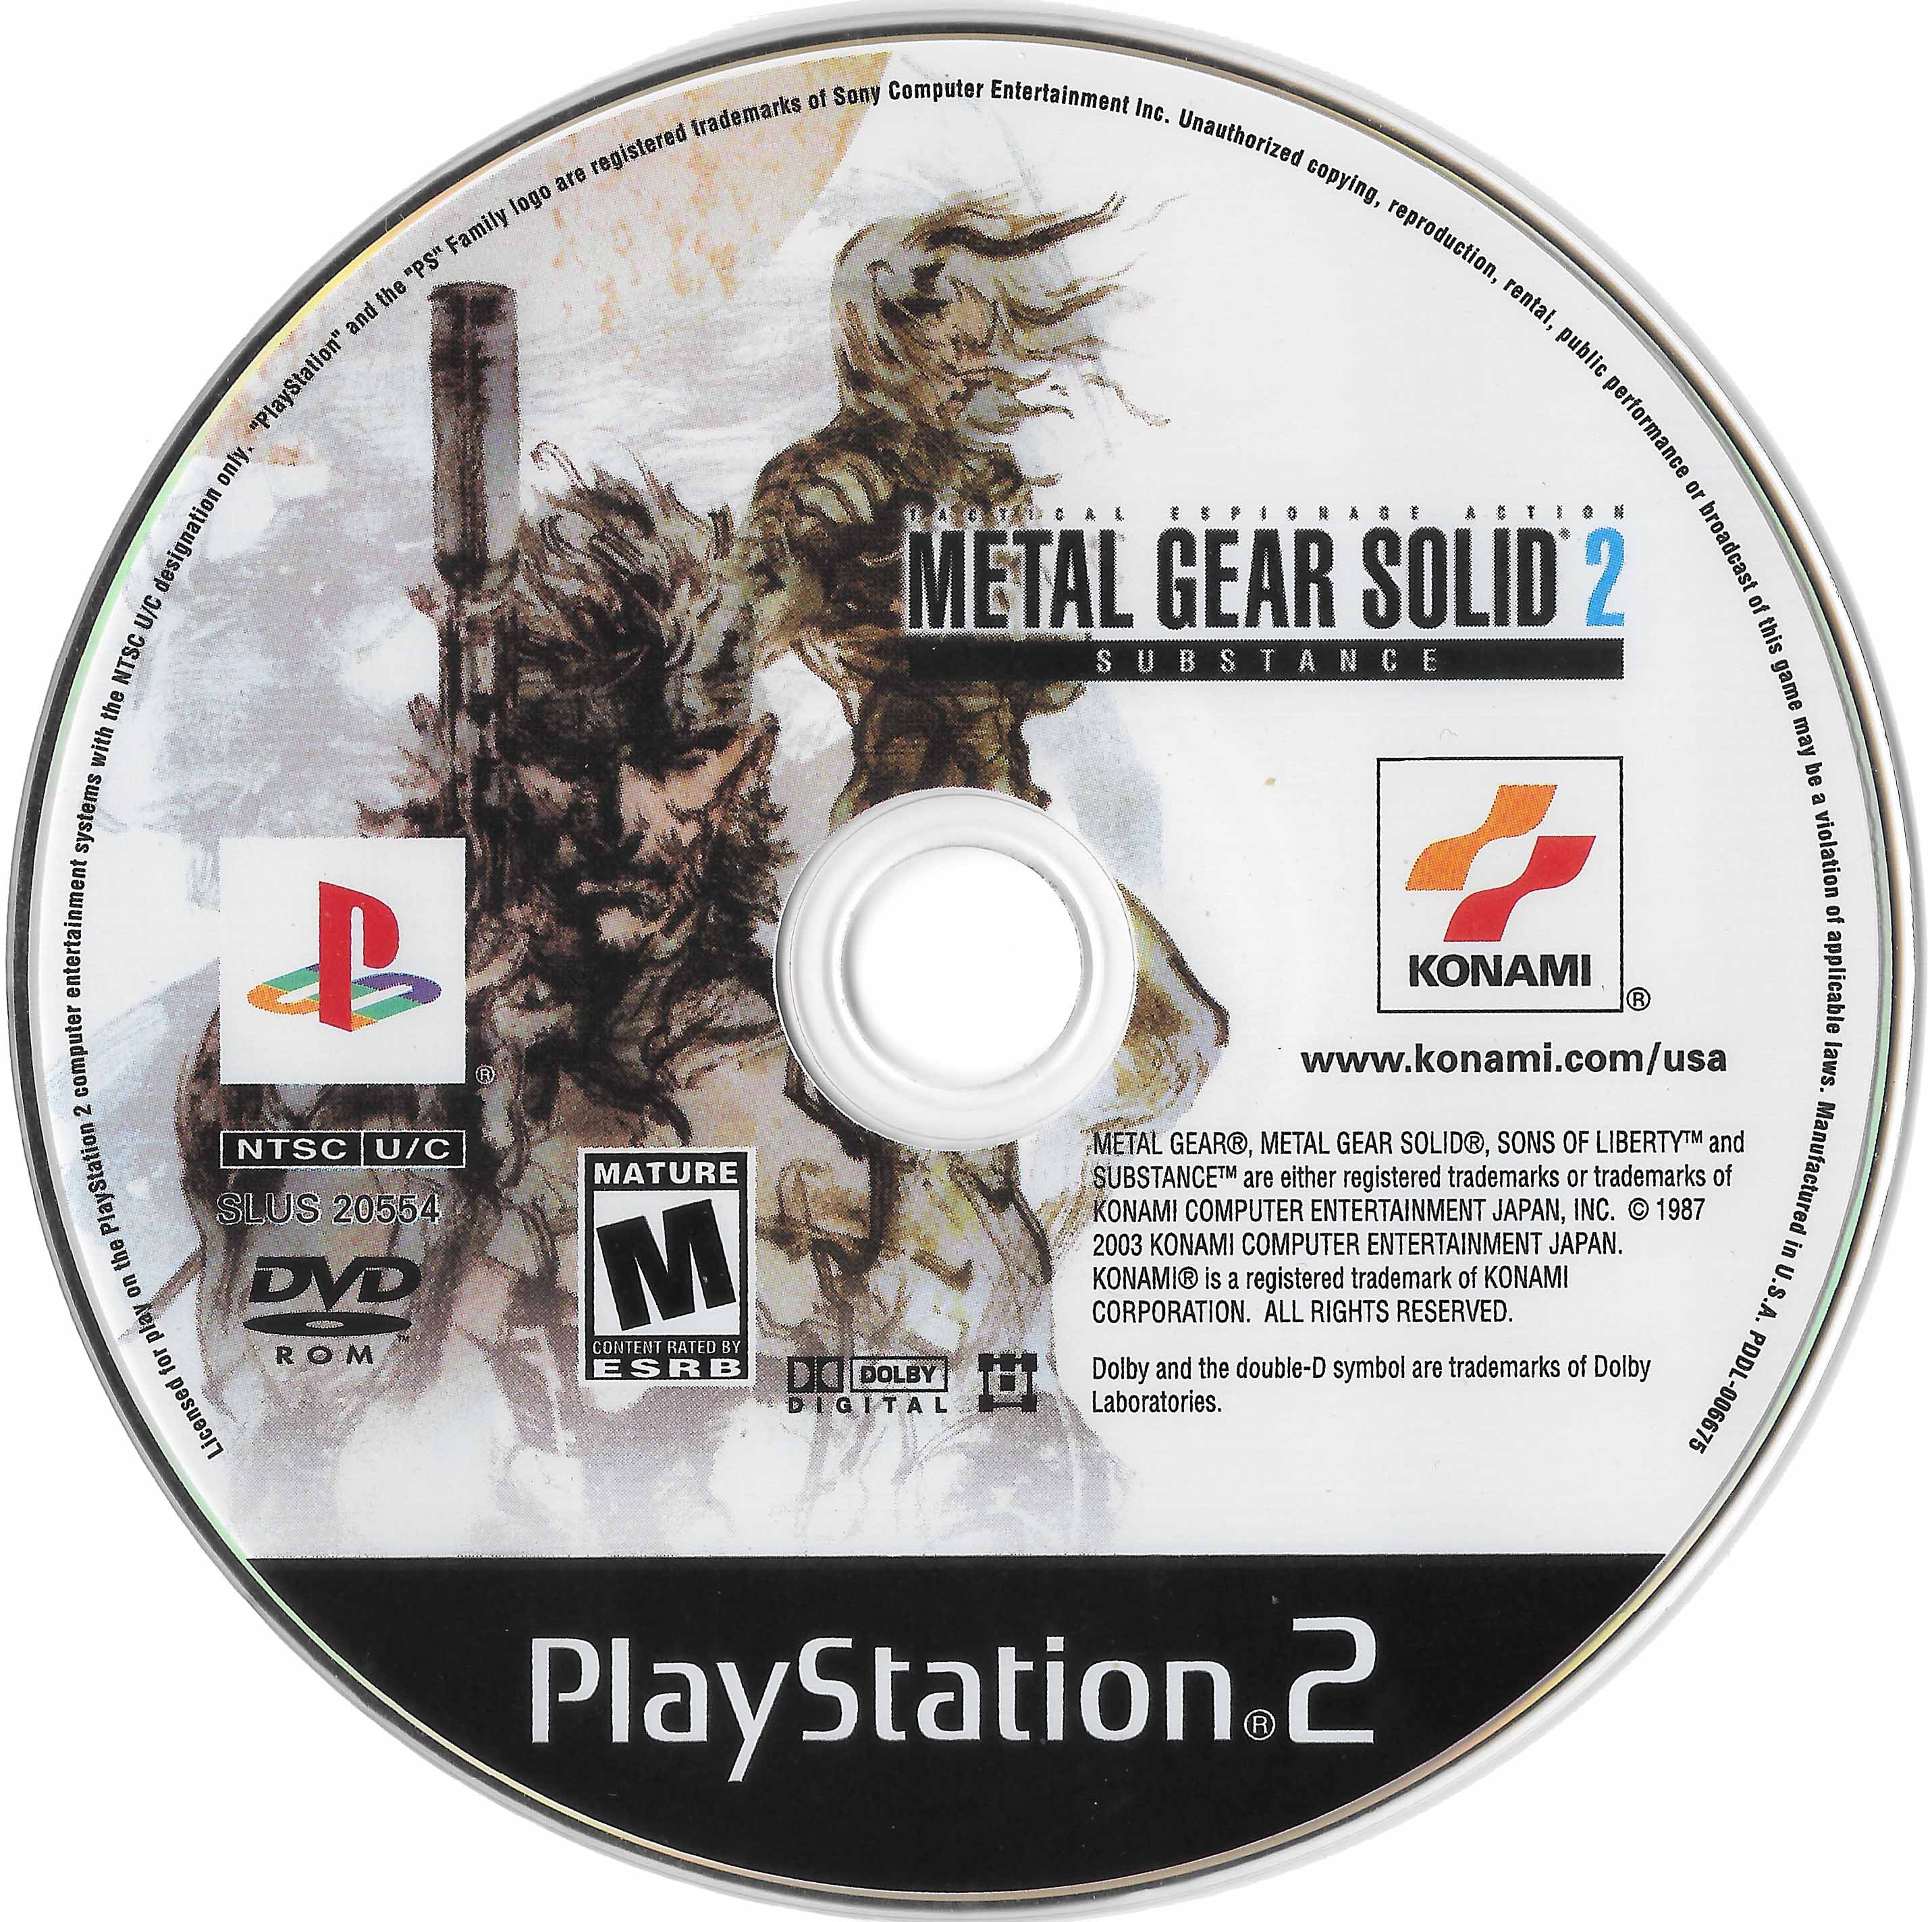 Licensed for play on the PlayStation 2 computer entertainment systems with the NTSC U/C designation only. "PlayStation" and the "PS" Family logo are registered trademarks of Sony Computer Entertainment Inc. Unauthorized copying, reproduction, rental, public performance or broadcast of this game may be a violation of applicable laws. Manufactured in U.S.A. PDDL-006675
TACTICAL ESPIONAGE ACTION
METAL GEAR SOLID® 2
SUBSTANCE
KONAMI
®
www.konami.com/usa
®
NTSC U/C
SLUS 20554
DVD
ROM™
MATURE
M
CONTENT RATED BY
ESRB
DOLBY
DIGITAL
METAL GEAR®, METAL GEAR SOLID®, SONS OF LIBERTY™ and
SUBSTANCE™ are either registered trademarks or trademarks of
KONAMI COMPUTER ENTERTAINMENT JAPAN, INC. © 1987
2003 KONAMI COMPUTER ENTERTAINMENT JAPAN.
KONAMI® is a registered trademark of KONAMI
CORPORATION. ALL RIGHTS RESERVED.
Dolby and the double-D symbol are trademarks of Dolby
Laboratories.
PlayStation®2